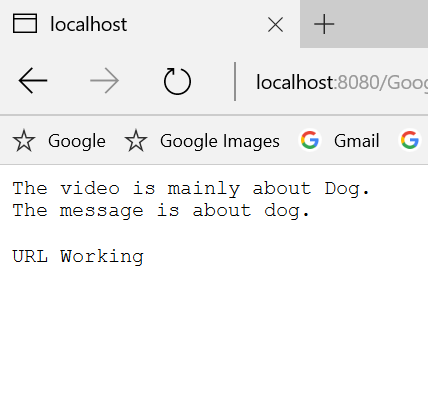 localhost
localhost:8080/Goog
Google Google Images Gmail
The video is mainly about Dog.
The message is about dog.
URL Working